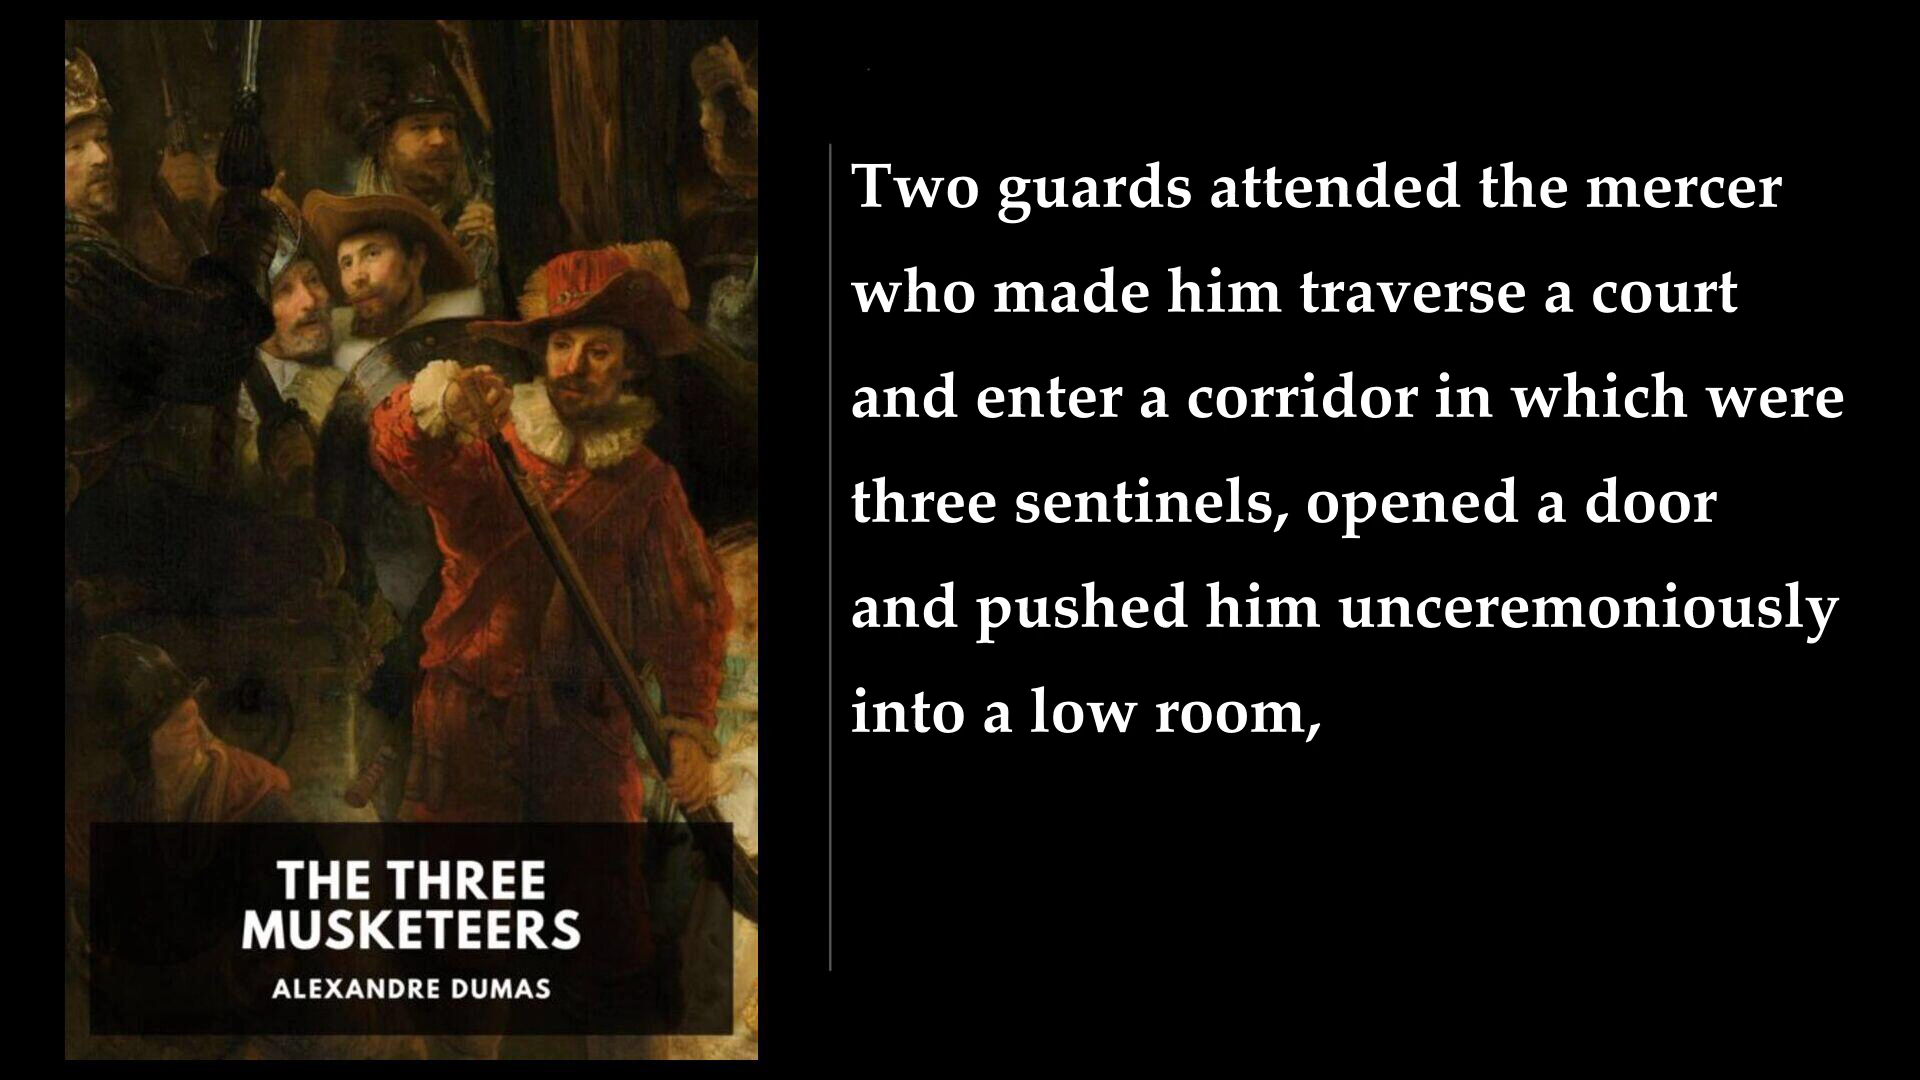 THE THREE
MUSKETEERS
ALEXANDRE DUMAS
Two guards attended the mercer
who made him traverse a court
and enter a corridor in which were
three sentinels, opened a door
and pushed him unceremoniously
into a low room,